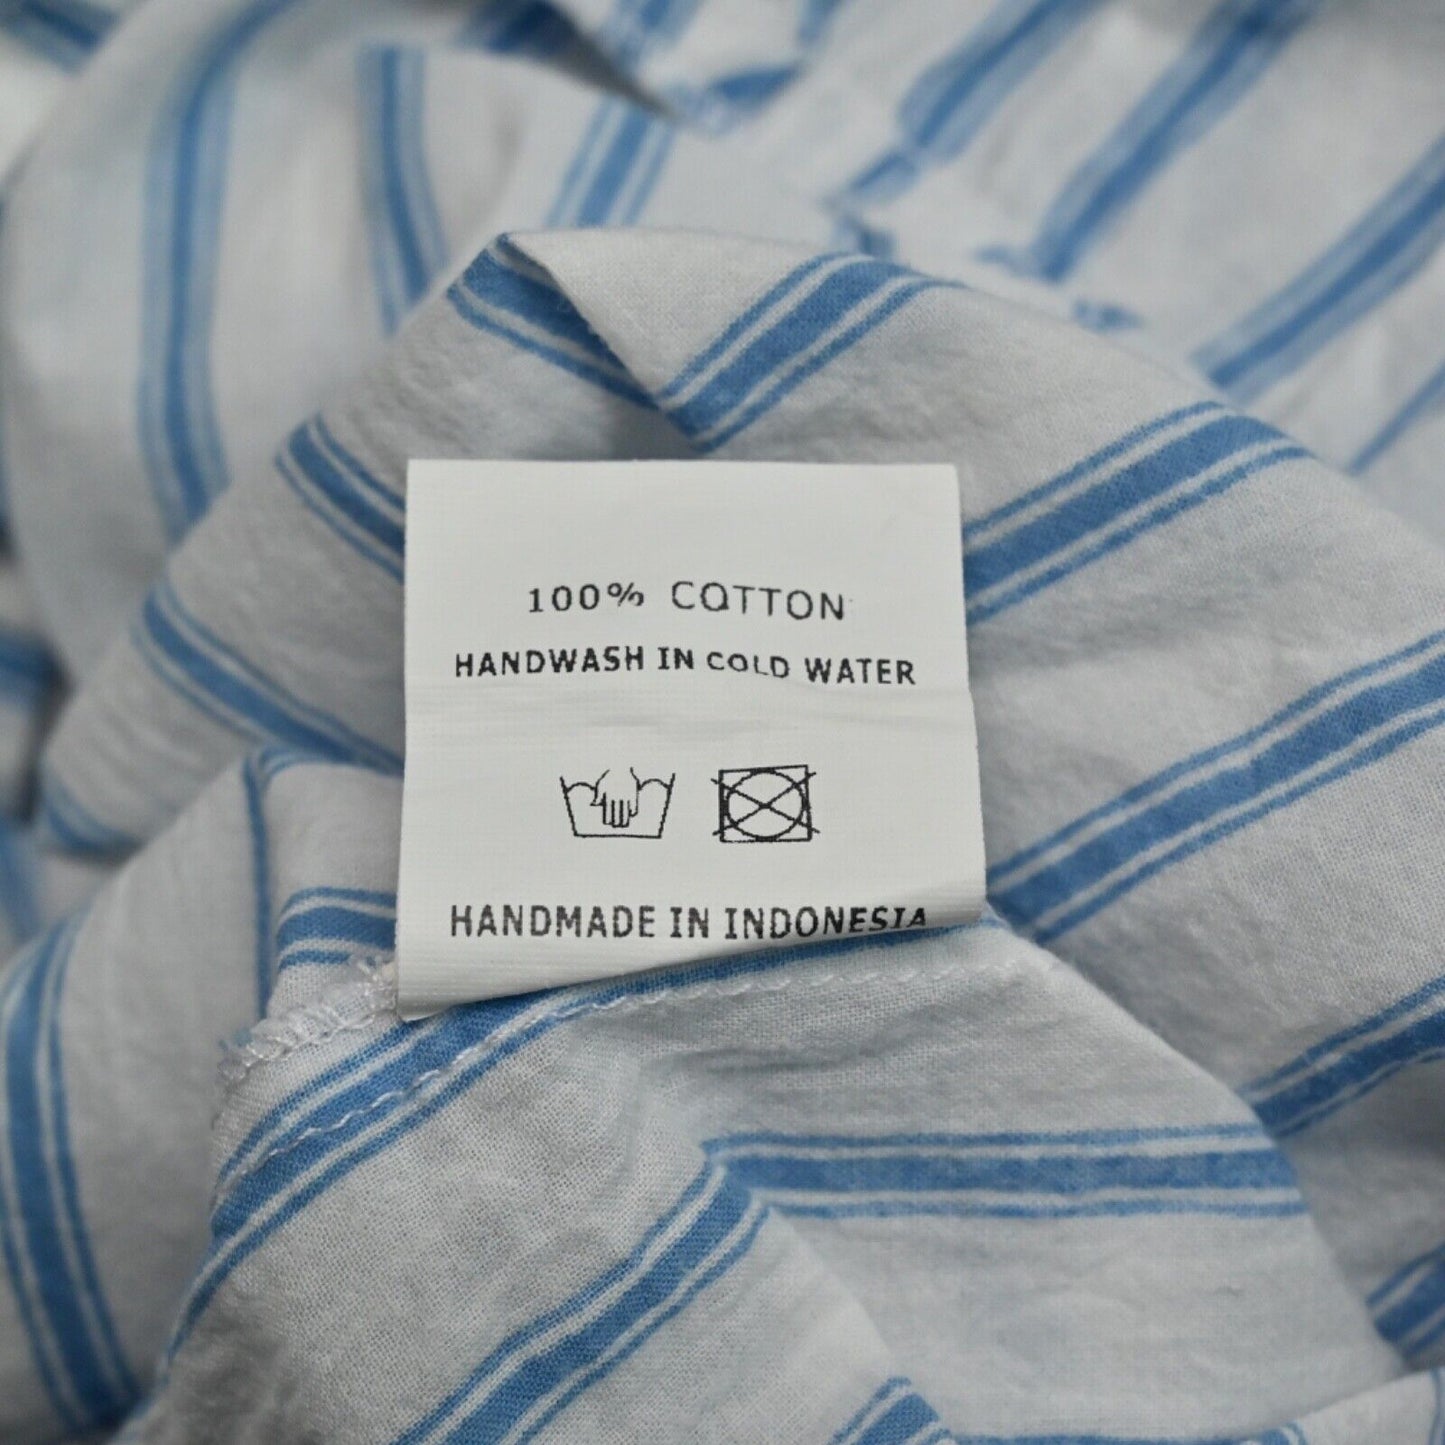 100% COTTON
HANDWASH IN COLD WATER
HANDMADE IN INDONESIA